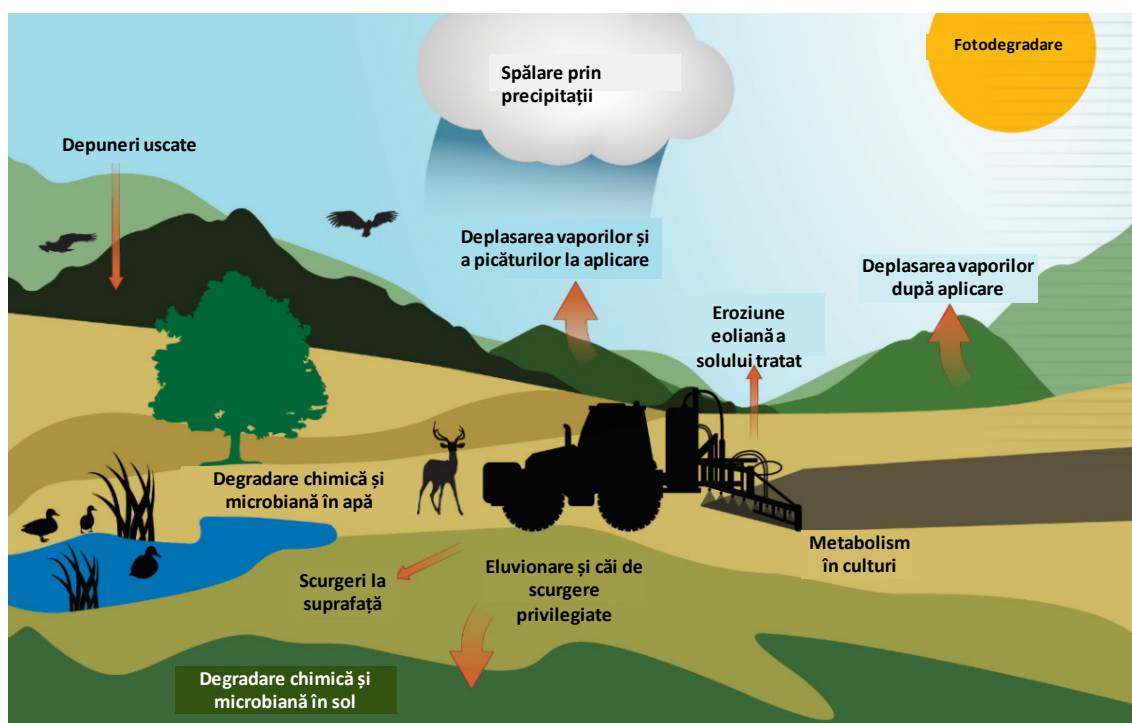 Fotodegradare
Spălare prin
precipitații
Depuneri uscate
Deplasarea vaporilor și
a picăturilor la aplicare
Deplasarea vaporilor
după aplicare
Eroziune
eoliană a
solului tratat
Degradare chimică și
microbiană în apă
Metabolism
în culturi
Scurgeri la
suprafață
Eluvionare și căi de
scurgere
privilegiate
Degradare chimică și
microbiană în sol